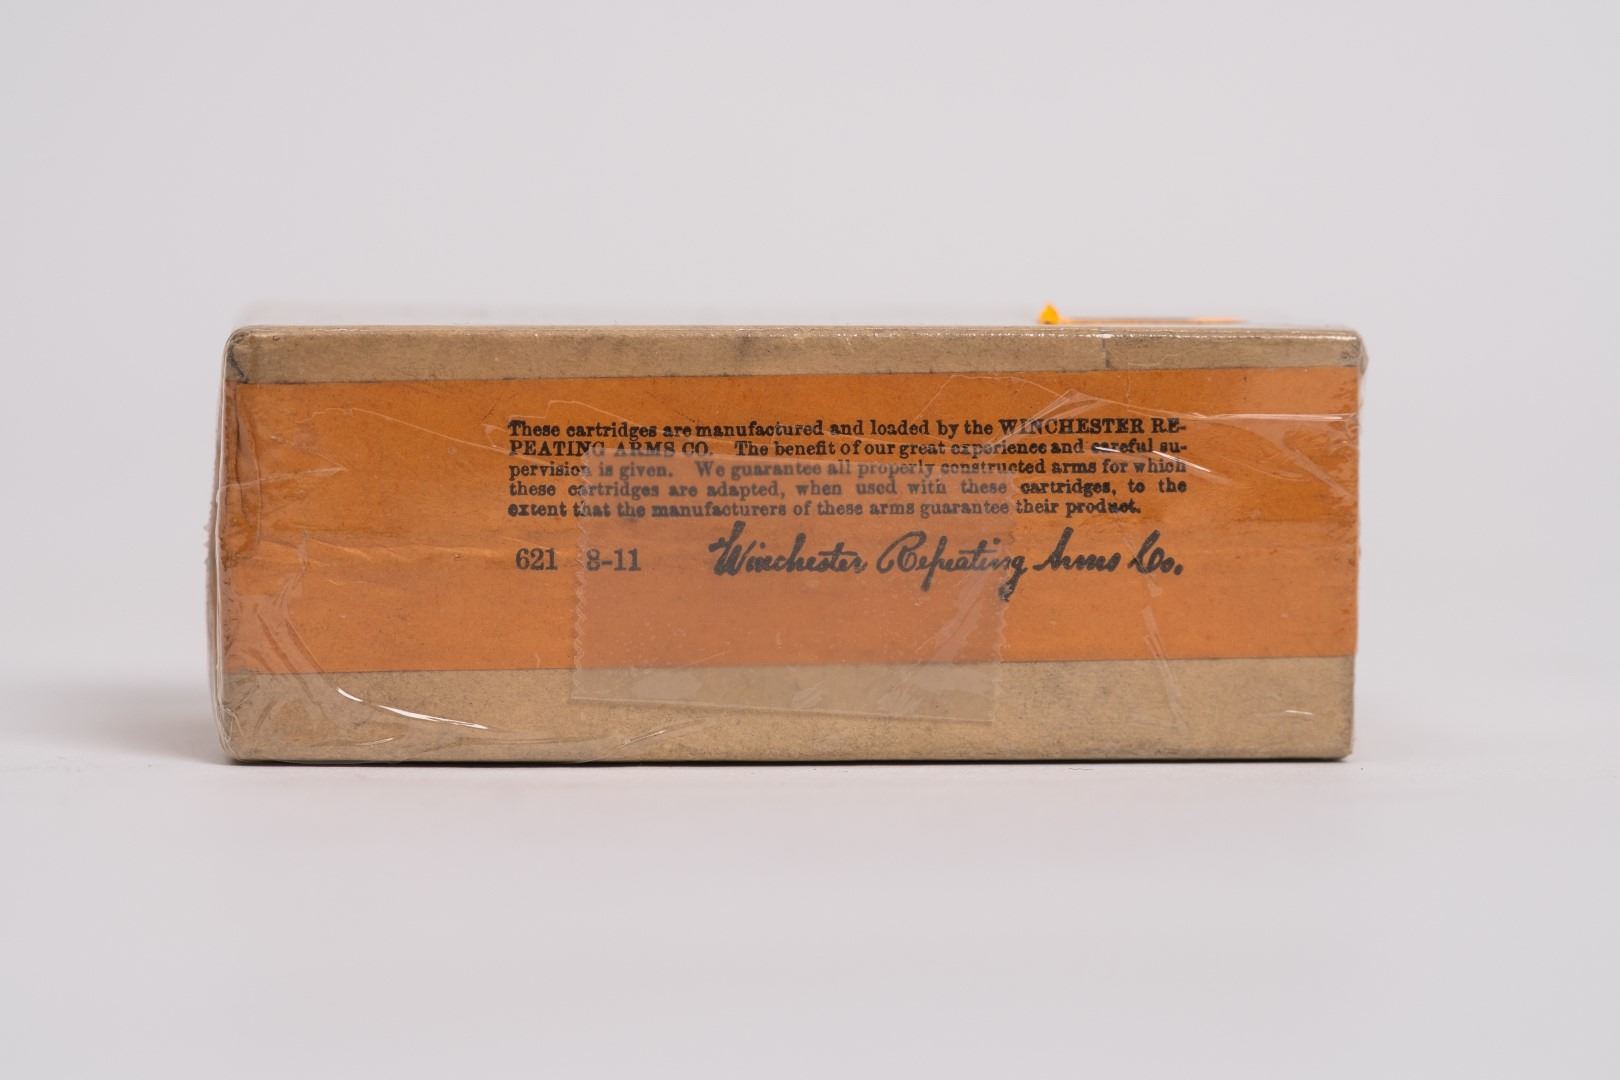 These cartridges are manufactured and loaded by the WINCHESTER RE-
PEATING ARMS CO. The benefit of our great experience and careful su-
pervision is given. We guarantee all properly constructed arms for which
these cartridges are adapted, when used with these cartridges, to the
extent that the manufacturers of these arms guarantee their product.
621 8-11 Winchester Repeating Arms Co.